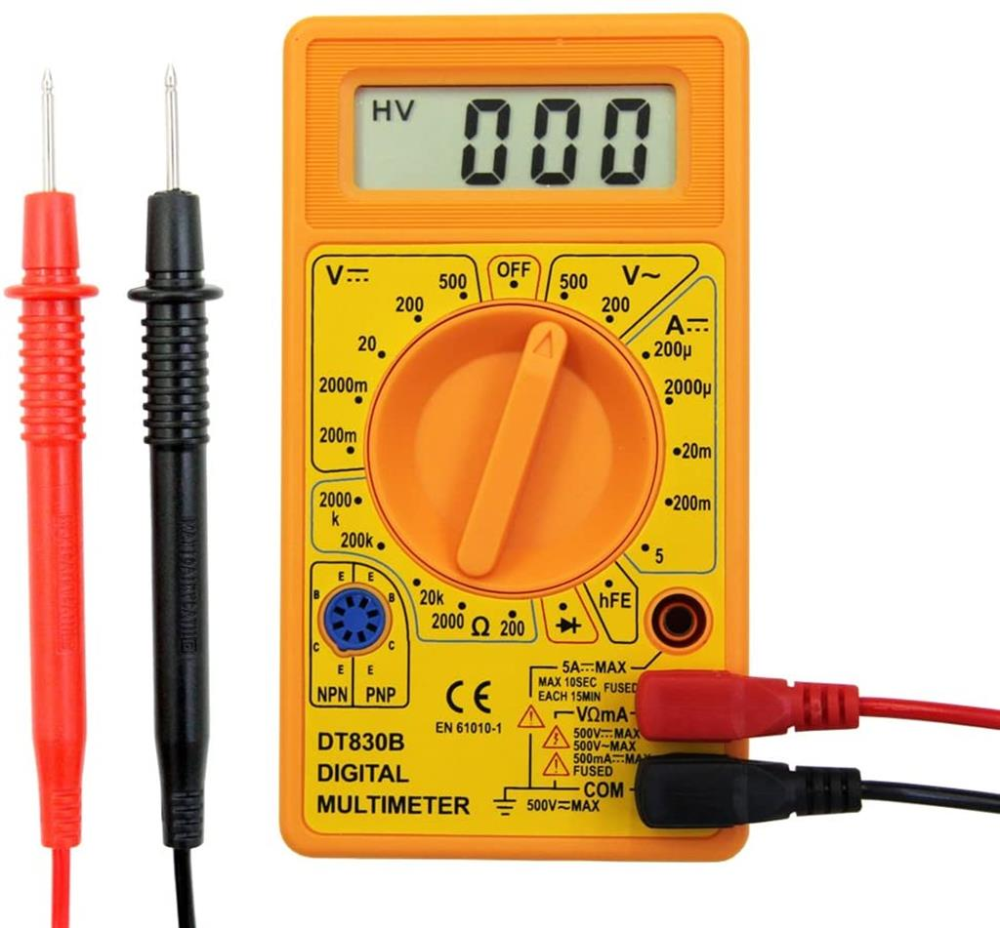 HV 000
V⎓
500
OFF
500
V~
200
200
A⎓
20
200µ
2000m
2000µ
200m
20m
2000
k
200m
200k
5
20k
2000
Ω
200
hFE
E E
B B
C C
E E
NPN PNP
CE
EN 61010-1
5A⎓MAX
MAX 10SEC
EACH 15MIN
FUSED
VΩmA
500V⎓MAX
500V~MAX
500mA⎓MAX
FUSED
COM
500V⎓MAX
DT830B
DIGITAL
MULTIMETER